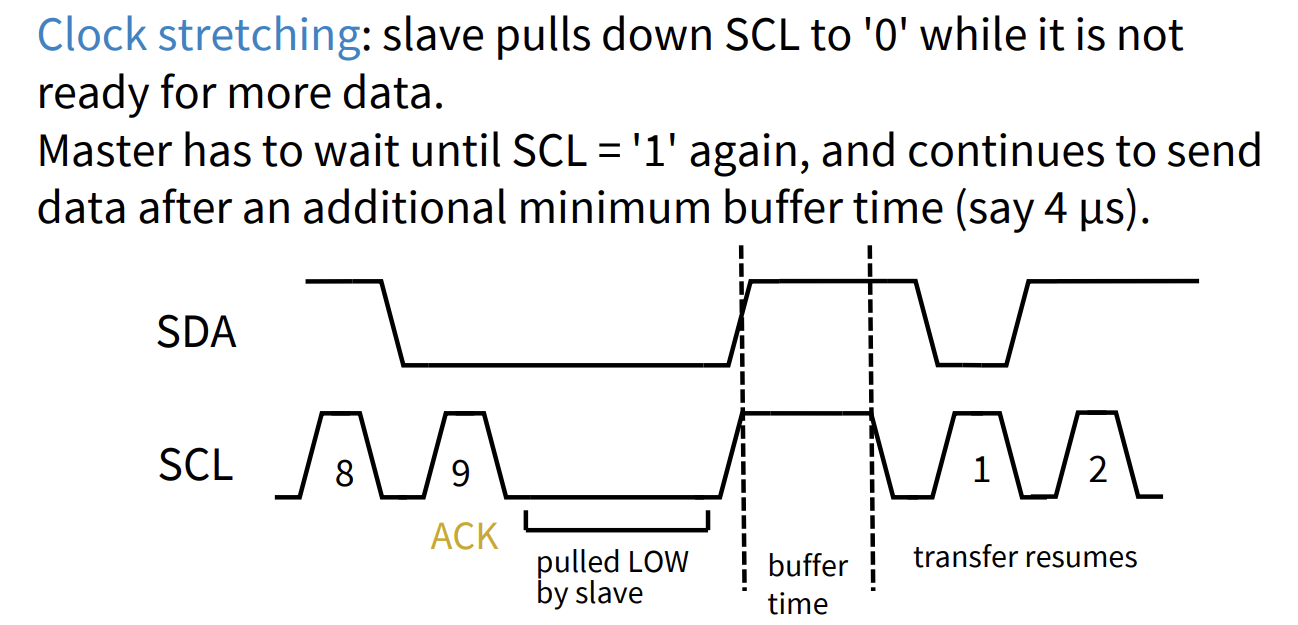 Clock stretching: slave pulls down SCL to '0' while it is not
ready for more data.
Master has to wait until SCL = '1' again, and continues to send
data after an additional minimum buffer time (say 4 μs).
SDA
SCL
8
9
1
2
ACK
pulled LOW
by slave
buffer
time
transfer resumes